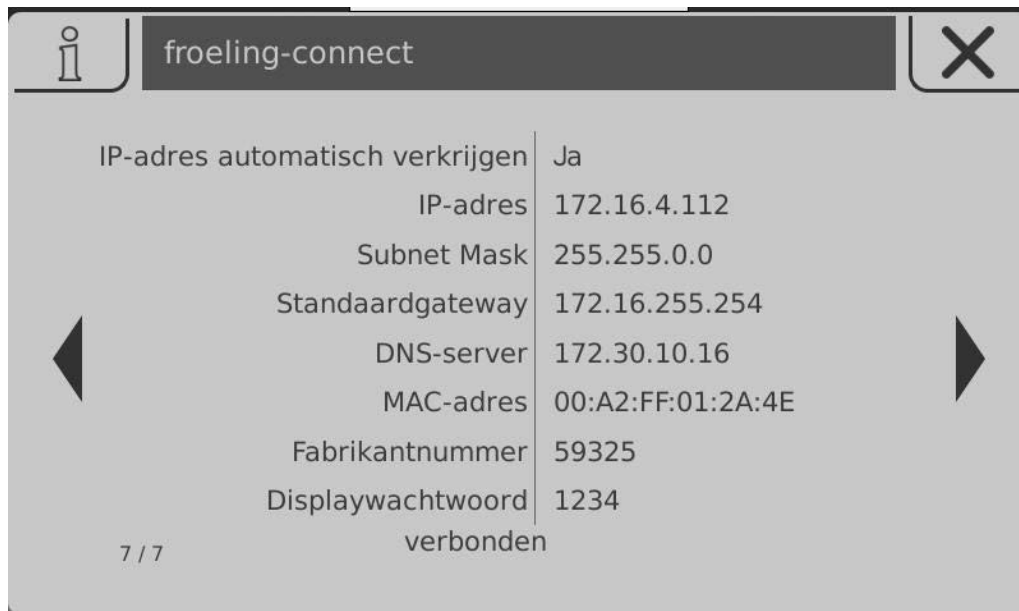 froeling-connect
IP-adres automatisch verkrijgen Ja
IP-adres 172.16.4.112
Subnet Mask 255.255.0.0
Standaardgateway 172.16.255.254
DNS-server 172.30.10.16
MAC-adres 00:A2:FF:01:2A:4E
Fabrikantnummer 59325
Displaywachtwoord 1234
verbonden
7 / 7